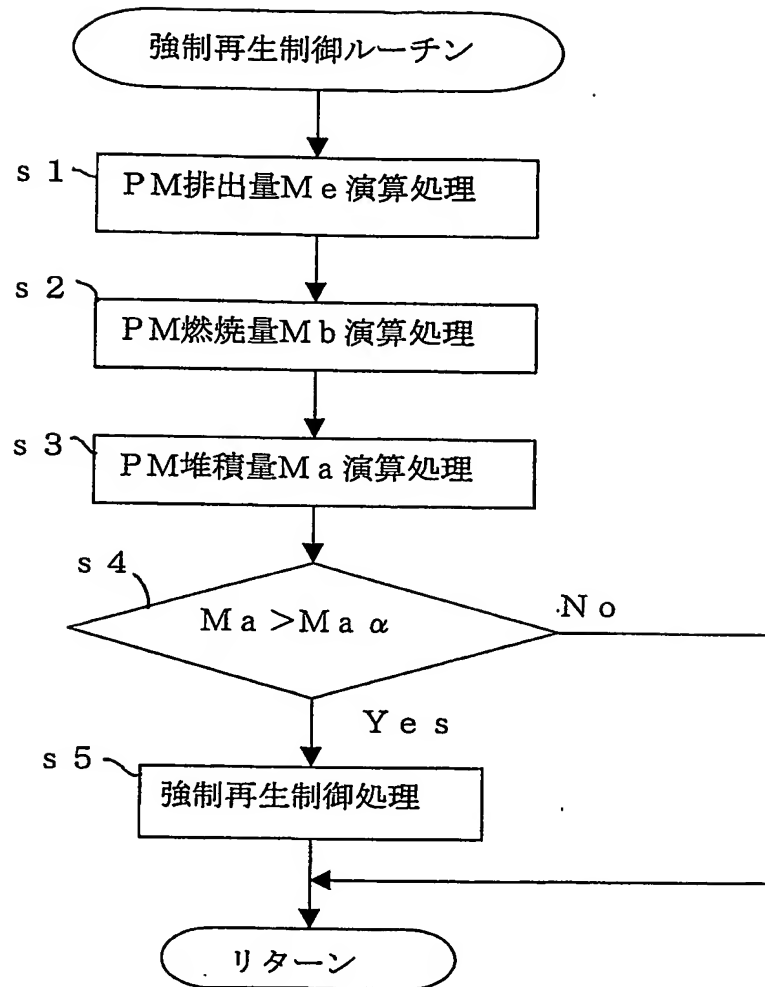 強制再生制御ルーチン
s 1
PM排出量Me演算処理
s 2
PM燃焼量Mb演算処理
s 3
PM堆積量Ma演算処理
s 4
Ma>Maα
No
Yes
s 5
強制再生制御処理
リターン